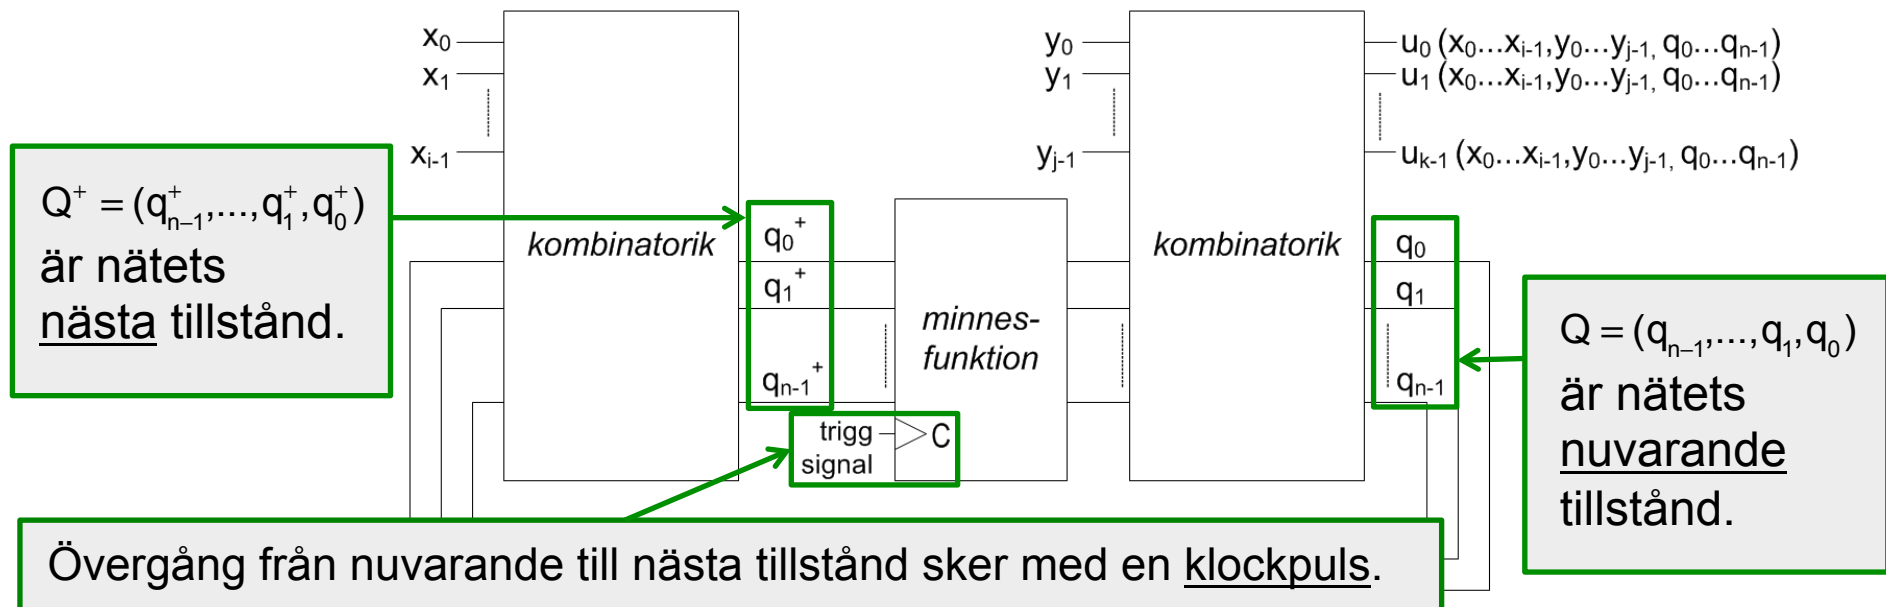 x₀
x₁
xᵢ₋₁
y₀
y₁
yⱼ₋₁
u₀ (x₀...xᵢ₋₁,y₀...yⱼ₋₁, q₀...qₙ₋₁)
u₁ (x₀...xᵢ₋₁,y₀...yⱼ₋₁, q₀...qₙ₋₁)
uₖ₋₁ (x₀...xᵢ₋₁,y₀...yⱼ₋₁, q₀...qₙ₋₁)
Q⁺ = (q⁺ₙ₋₁,...,q⁺₁,q⁺₀)
är nätets
nästa tillstånd.
kombinatorik
q₀⁺
q₁⁺
qₙ₋₁⁺
trigg
signal
C
minnes-
funktion
kombinatorik
q₀
q₁
qₙ₋₁
Q = (qₙ₋₁,...,q₁,q₀)
är nätets
nuvarande
tillstånd.
Övergång från nuvarande till nästa tillstånd sker med en klockpuls.